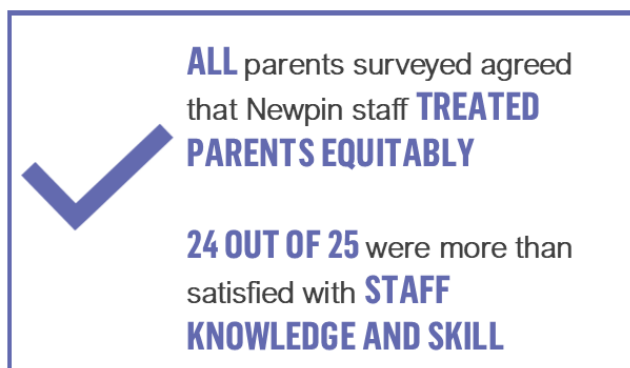 ALL parents surveyed agreed
that Newpin staff TREATED
PARENTS EQUITABLY
24 OUT OF 25 were more than
satisfied with STAFF
KNOWLEDGE AND SKILL